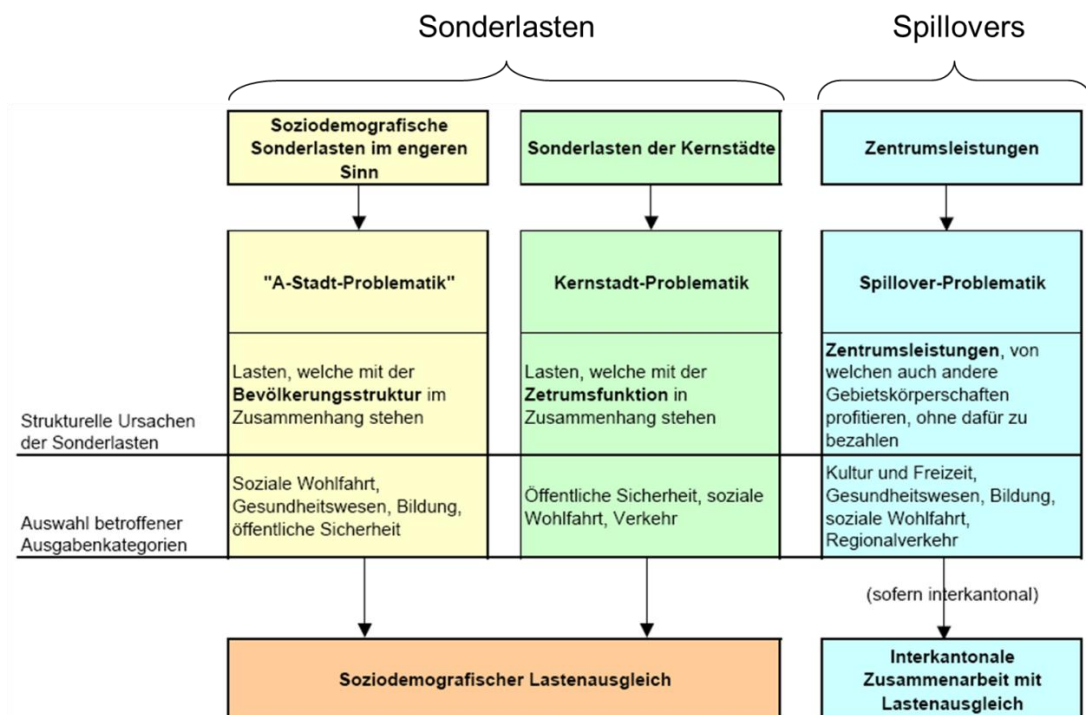 Sonderlasten
Spillovers
Soziodemografische
Sonderlasten im engeren
Sinn
Sonderlasten der Kernstädte
Zentrumsleistungen
"A-Stadt-Problematik"
Kernstadt-Problematik
Spillover-Problematik
Strukturelle Ursachen
der Sonderlasten
Lasten, welche mit der
Bevölkerungsstruktur im
Zusammenhang stehen
Lasten, welche mit der
Zetrumsfunktion in
Zusammenhang stehen
Zentrumsleistungen, von
welchen auch andere
Gebietskörperschaften
profitieren, ohne dafür zu
bezahlen
Auswahl betroffener
Ausgabenkategorien
Soziale Wohlfahrt,
Gesundheitswesen, Bildung,
öffentliche Sicherheit
Öffentliche Sicherheit, soziale
Wohlfahrt, Verkehr
Kultur und Freizeit,
Gesundheitswesen, Bildung,
soziale Wohlfahrt,
Regionalverkehr
(sofern interkantonal)
Soziodemografischer Lastenausgleich
Interkantonale
Zusammenarbeit mit
Lastenausgleich